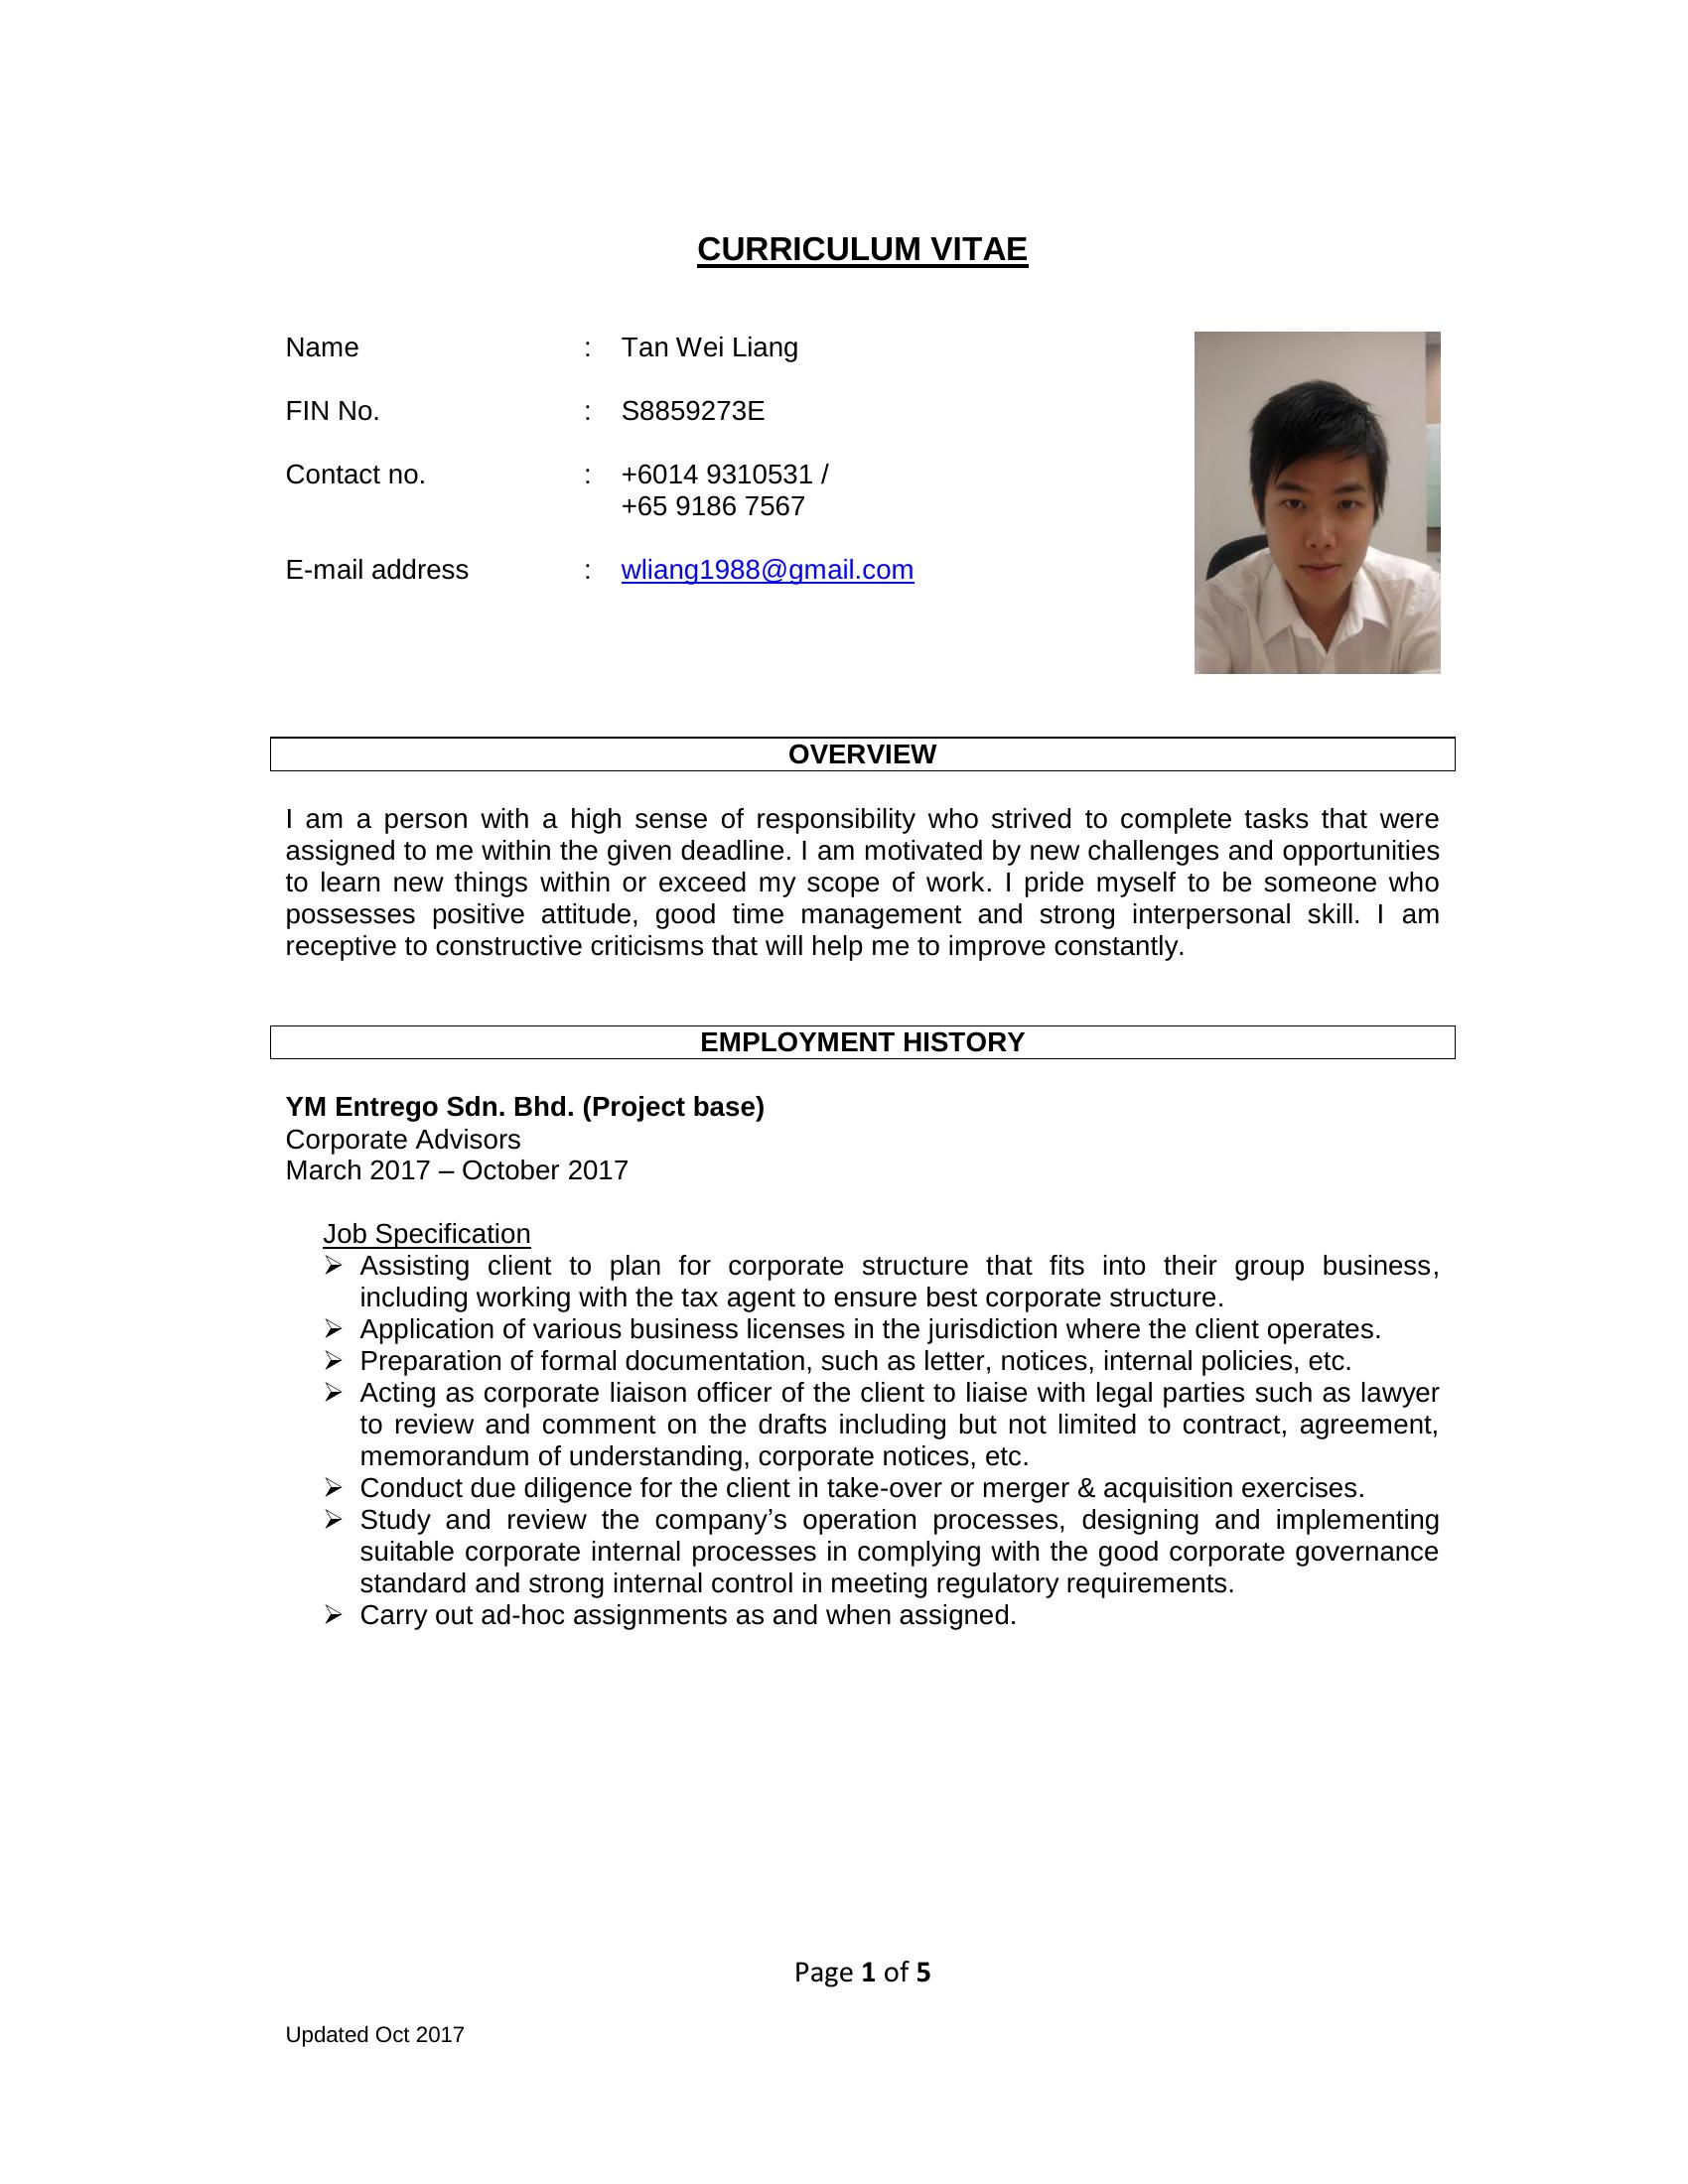 CURRICULUM VITAE
Name : Tan Wei Liang
FIN No. : S8859273E
Contact no. : +6014 9310531 /
+65 9186 7567
E-mail address : wliang1988@gmail.com
OVERVIEW
I am a person with a high sense of responsibility who strived to complete tasks that were
assigned to me within the given deadline. I am motivated by new challenges and opportunities
to learn new things within or exceed my scope of work. I pride myself to be someone who
possesses positive attitude, good time management and strong interpersonal skill. I am
receptive to constructive criticisms that will help me to improve constantly.
EMPLOYMENT HISTORY
YM Entrego Sdn. Bhd. (Project base)
Corporate Advisors
March 2017 – October 2017
Job Specification
➢ Assisting client to plan for corporate structure that fits into their group business,
including working with the tax agent to ensure best corporate structure.
➢ Application of various business licenses in the jurisdiction where the client operates.
➢ Preparation of formal documentation, such as letter, notices, internal policies, etc.
➢ Acting as corporate liaison officer of the client to liaise with legal parties such as lawyer
to review and comment on the drafts including but not limited to contract, agreement,
memorandum of understanding, corporate notices, etc.
➢ Conduct due diligence for the client in take-over or merger & acquisition exercises.
➢ Study and review the company’s operation processes, designing and implementing
suitable corporate internal processes in complying with the good corporate governance
standard and strong internal control in meeting regulatory requirements.
➢ Carry out ad-hoc assignments as and when assigned.
Page 1 of 5
Updated Oct 2017